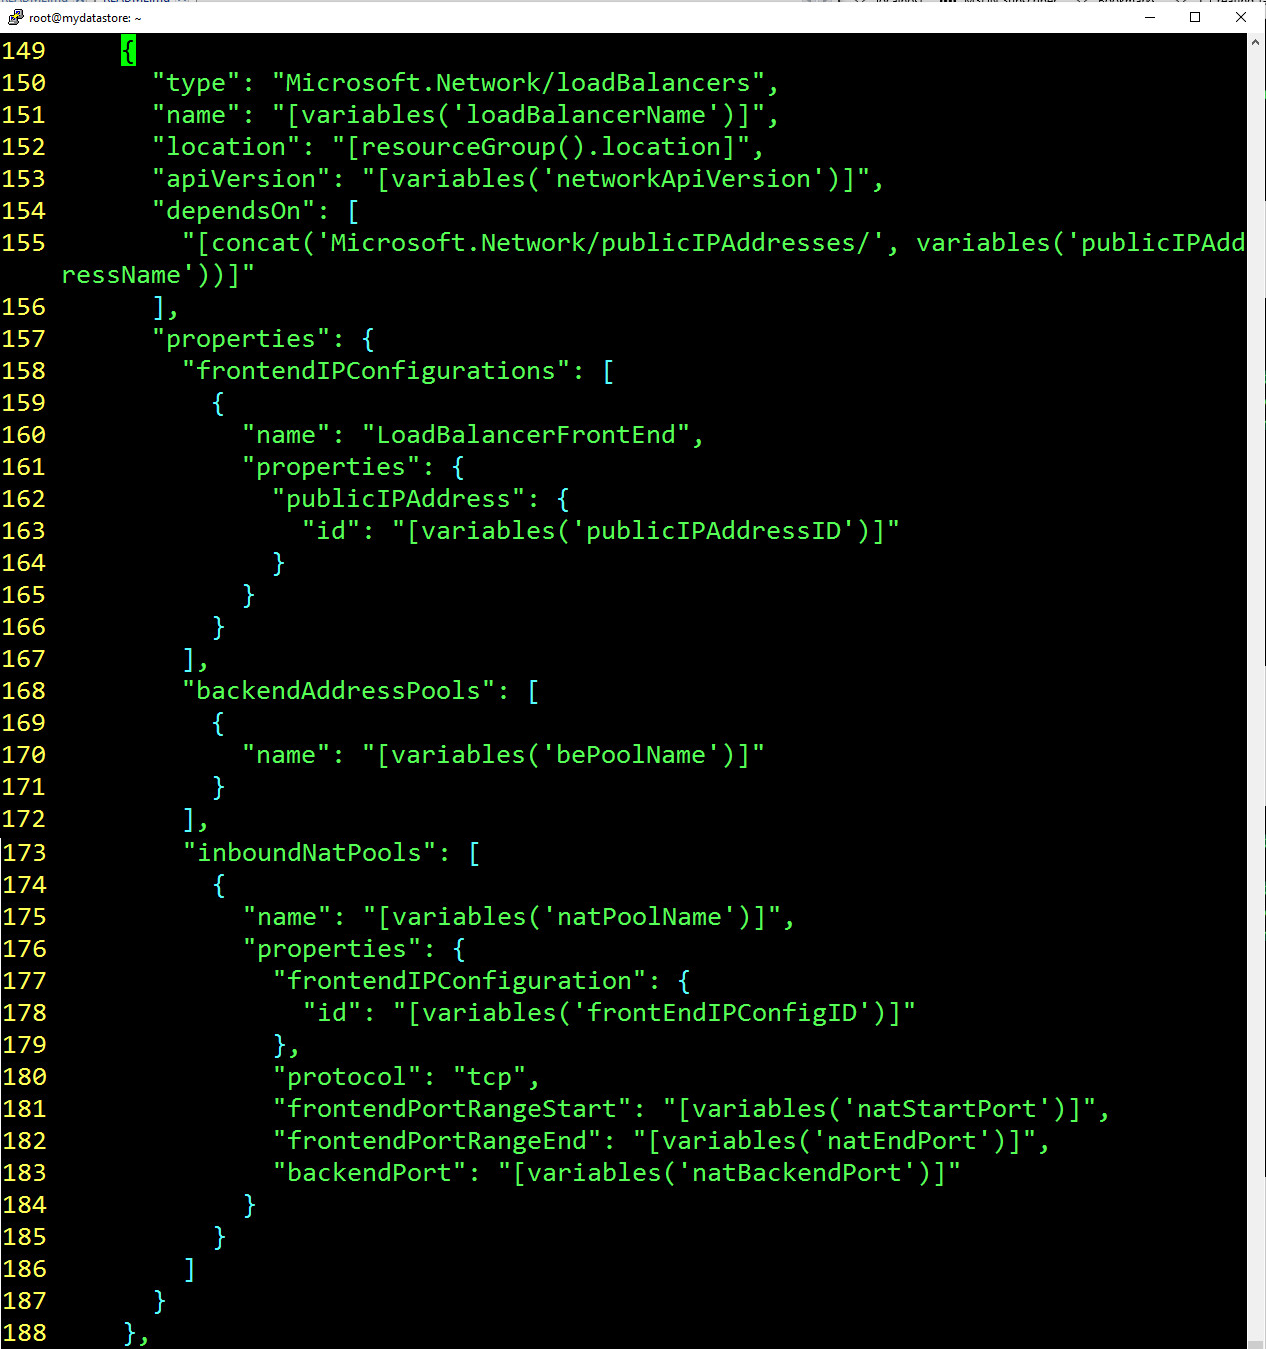 root@mydatastore: ~
149     {
150       "type": "Microsoft.Network/loadBalancers",
151       "name": "[variables('loadBalancerName')]",
152       "location": "[resourceGroup().location]",
153       "apiVersion": "[variables('networkApiVersion')]",
154       "dependsOn": [
155         "[concat('Microsoft.Network/publicIPAddresses/', variables('publicIPAdd
ressName'))]"
156       ],
157       "properties": {
158         "frontendIPConfigurations": [
159           {
160             "name": "LoadBalancerFrontEnd",
161             "properties": {
162               "publicIPAddress": {
163                 "id": "[variables('publicIPAddressID')]"
164               }
165             }
166           }
167         ],
168         "backendAddressPools": [
169           {
170             "name": "[variables('bePoolName')]"
171           }
172         ],
173         "inboundNatPools": [
174           {
175             "name": "[variables('natPoolName')]",
176             "properties": {
177               "frontendIPConfiguration": {
178                 "id": "[variables('frontEndIPConfigID')]"
179               },
180               "protocol": "tcp",
181               "frontendPortRangeStart": "[variables('natStartPort')]",
182               "frontendPortRangeEnd": "[variables('natEndPort')]",
183               "backendPort": "[variables('natBackendPort')]"
184             }
185           }
186         ]
187       }
188     },